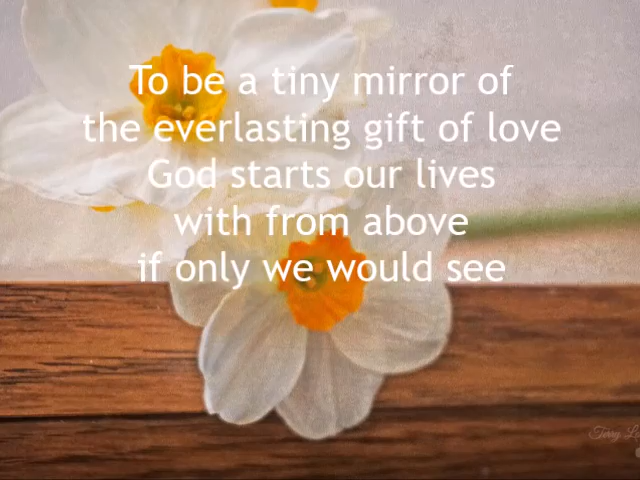 To be a tiny mirror of
the everlasting gift of love
God starts our lives
with from above
if only we would see
Terry